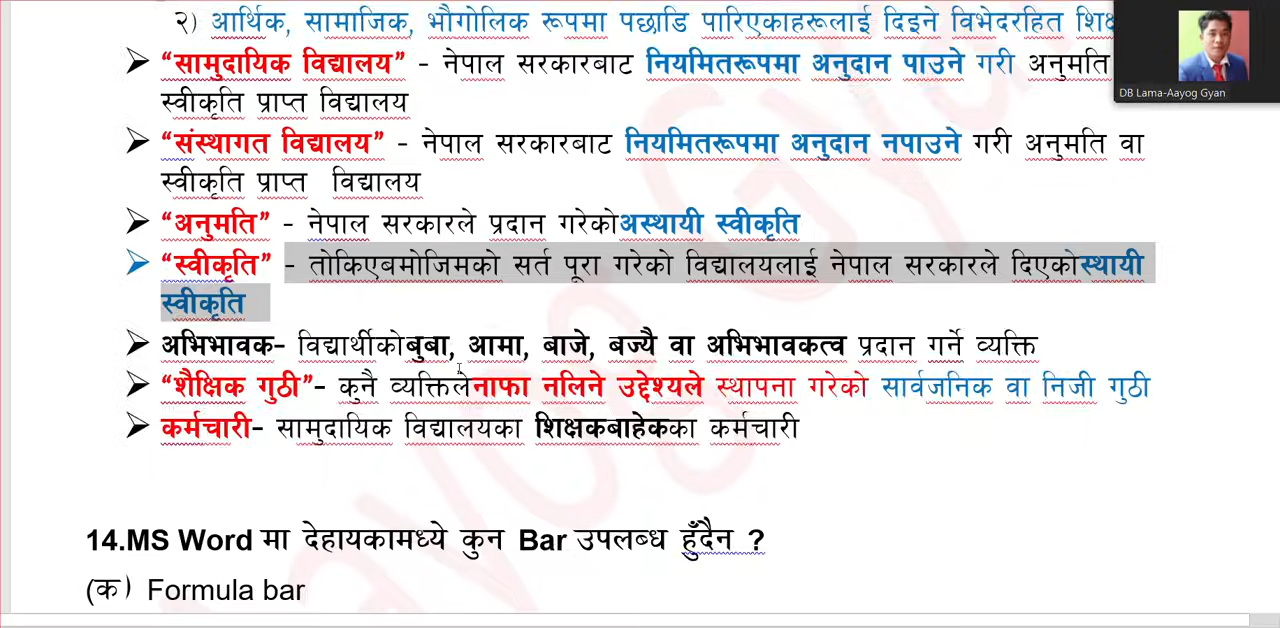 २) आर्थिक, सामाजिक, भौगोलिक रूपमा पछाडि पारिएकाहरूलाई दिइने विभेदरहित
➢ “सामुदायिक विद्यालय” - नेपाल सरकारबाट नियमितरूपमा अनुदान पाउने गरी अनुमति
स्वीकृति प्राप्त विद्यालय
➢ “संस्थागत विद्यालय” - नेपाल सरकारबाट नियमितरूपमा अनुदान नपाउने गरी अनुमति वा
स्वीकृति प्राप्त विद्यालय
➢ “अनुमति” - नेपाल सरकारले प्रदान गरेकोअस्थायी स्वीकृति
➢ “स्वीकृति” - तोकिएबमोजिमको सर्त पूरा गरेको विद्यालयलाई नेपाल सरकारले दिएकोस्थायी
स्वीकृति
➢ अभिभावक- विद्यार्थीकोबुबा, आमा, बाजे, बज्यै वा अभिभावकत्व प्रदान गर्ने व्यक्ति
➢ “शैक्षिक गुठी”- कुनै व्यक्तिलेनाफा नलिने उद्देश्यले स्थापना गरेको सार्वजनिक वा निजी गुठी
➢ कर्मचारी- सामुदायिक विद्यालयका शिक्षकबाहेकका कर्मचारी
14.MS Word मा देहायकामध्ये कुन Bar उपलब्ध हुँदैन ?
(क) Formula bar
DB Lama-Aayog Gyan